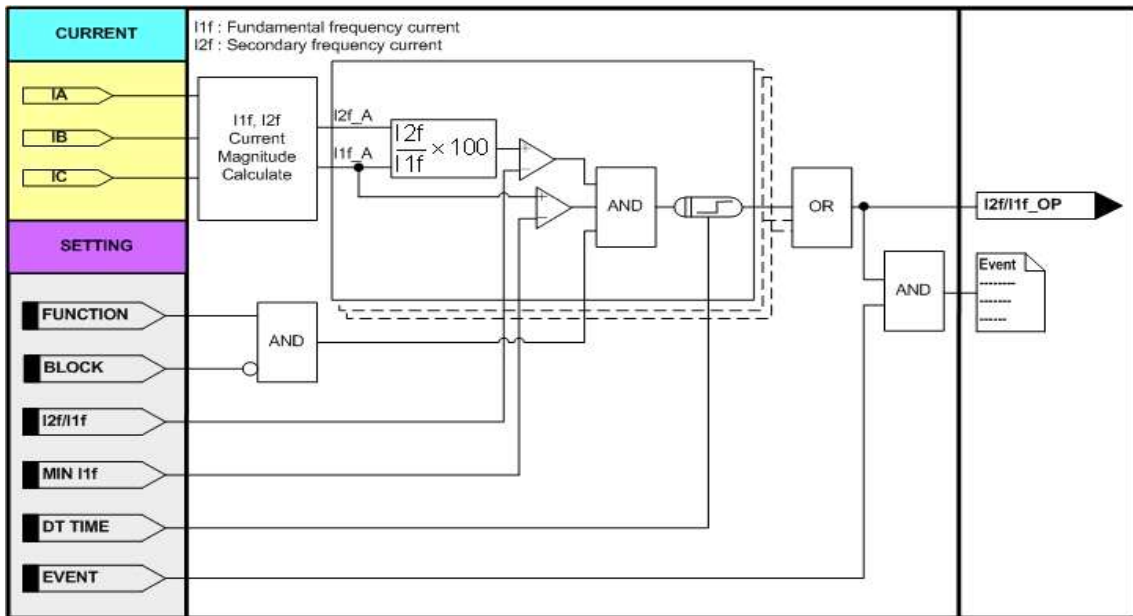 CURRENT
I1f : Fundamental frequency current
I2f : Secondary frequency current
IA
IB
IC
I1f, I2f
Current
Magnitude
Calculate
I2f_A
I1f_A
I2f
I1f
× 100
+
−
+
−
AND
OR
I2f/I1f_OP
SETTING
FUNCTION
BLOCK
I2f/I1f
MIN I1f
DT TIME
EVENT
AND
AND
Event
--------
-------
------